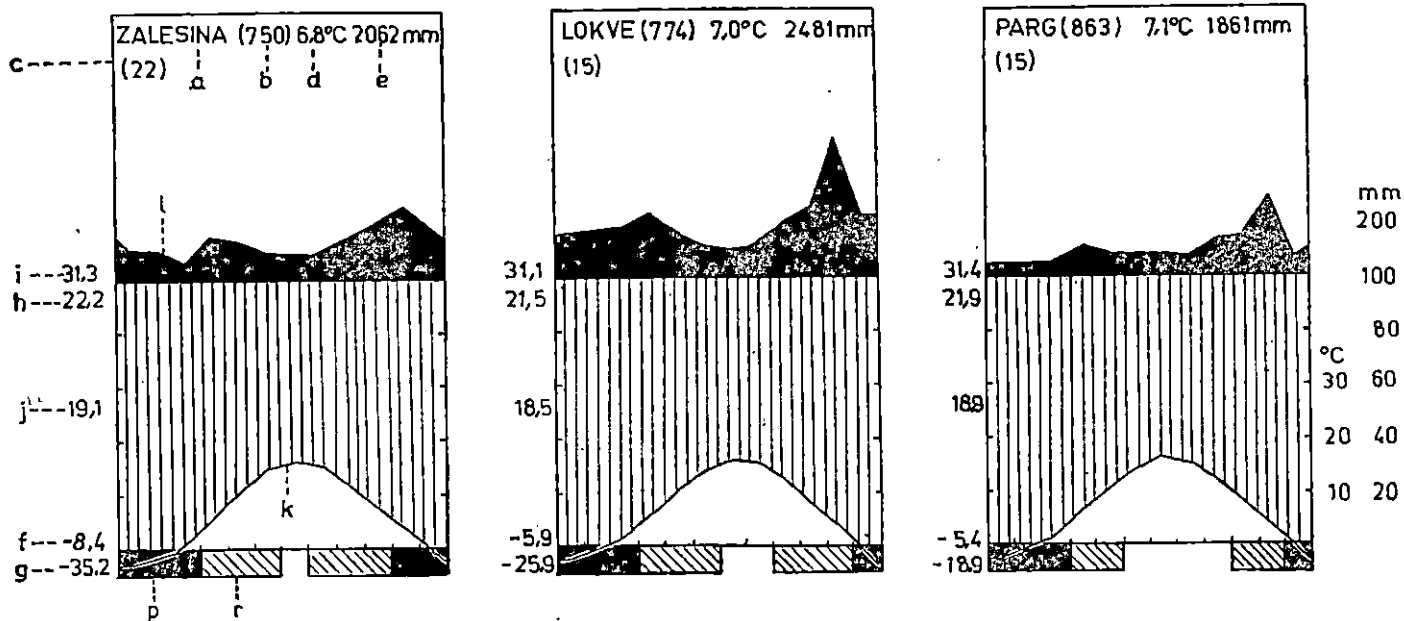 ZALESINA (750) 6,8°C 2062 mm
(22)
c
a b d e
l
i 31,3
h 22,2
j 19,1
k
f -8,4
g -35,2
p r
LOKVE (774) 7,0°C 2481 mm
(15)
31,1
21,5
18,5
-5,9
-25,9
PARG (863) 7,1°C 1861 mm
(15)
31,4
21,9
18,9
-5,4
-18,9
mm
200
100
80
°C
30 60
20 40
10 20